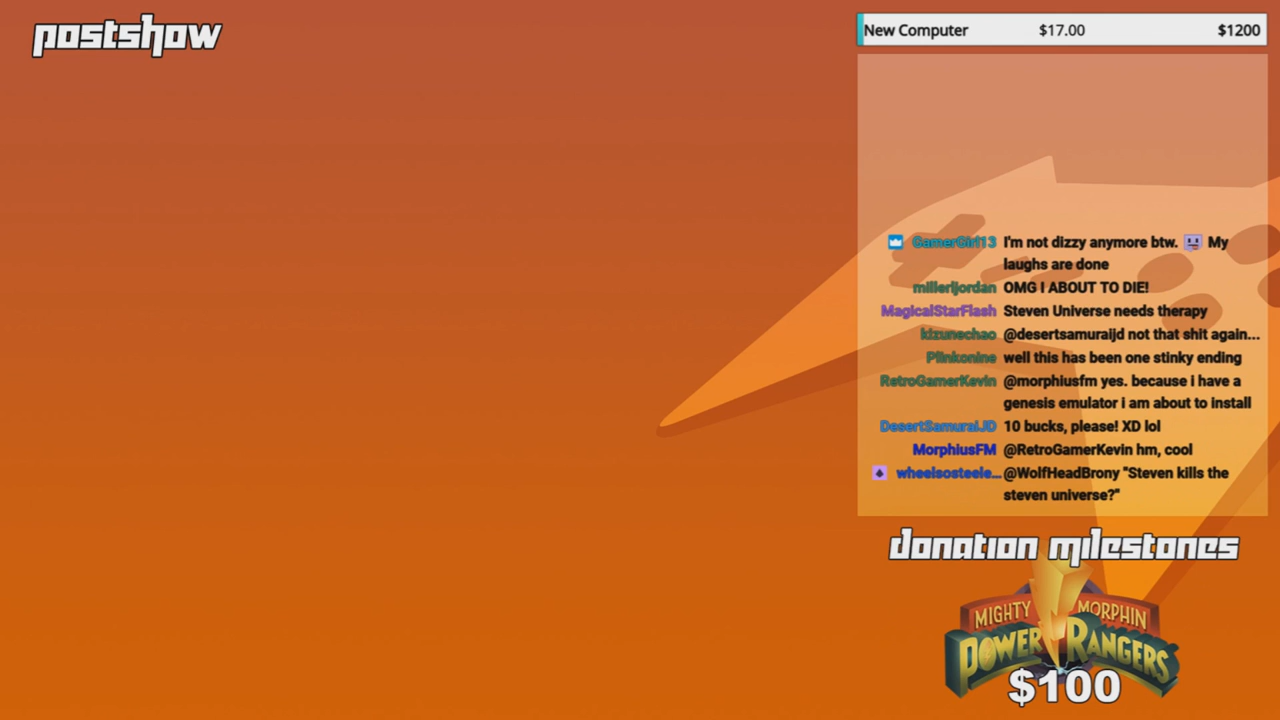 postshow
New Computer $17.00 $1200
GamerGirl13 I'm not dizzy anymore btw. My
laughs are done
millerijordan OMG I ABOUT TO DIE!
MagicalStarFlash Steven Universe needs therapy
kizunechao @desertsamuraijd not that shit again...
Plinkonine well this has been one stinky ending
RetroGamerKevin @morphiusfm yes. because i have a
genesis emulator i am about to install
DesertSamuraiJD 10 bucks, please! XD lol
MorphiusFM @RetroGamerKevin hm, cool
wheelsosteele... @WolfHeadBrony "Steven kills the
steven universe?"
donation milestones
MIGHTY MORPHIN
POWER RANGERS
$100